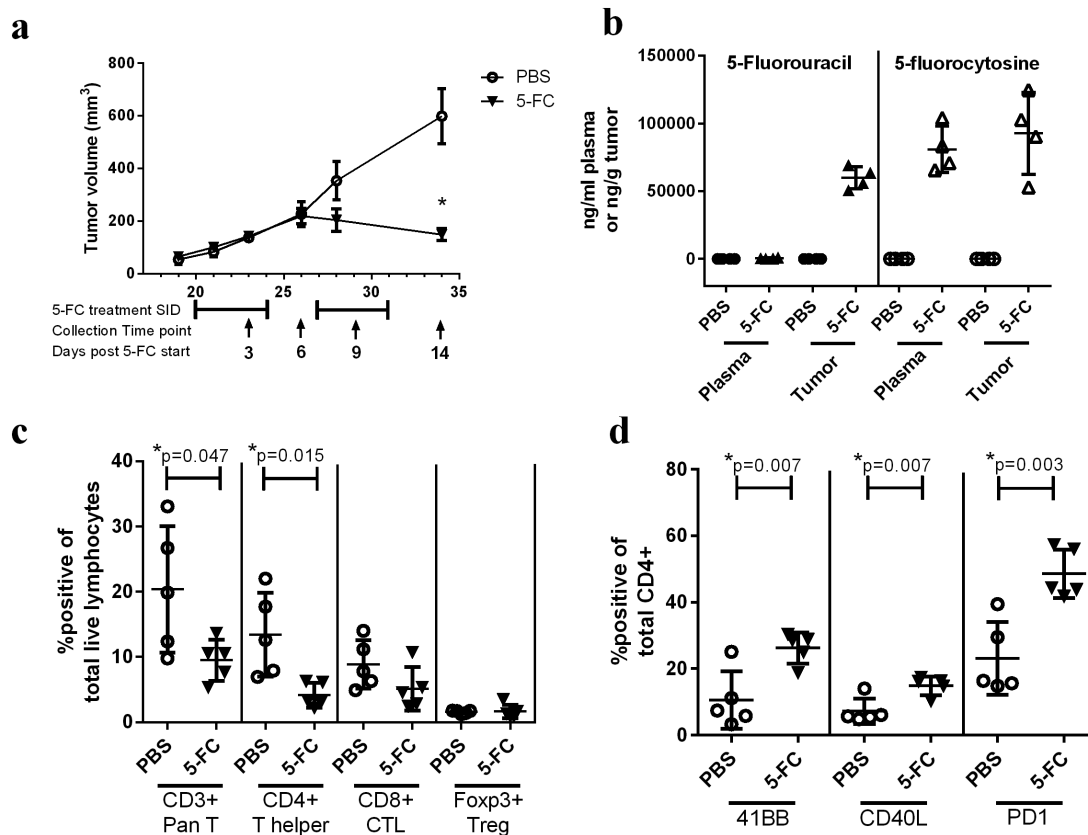 a
Tumor volume (mm3)
800
600
400
200
0
20
25
30
35
PBS
5-FC
*
5-FC treatment SID
Collection Time point
Days post 5-FC start
3
6
9
14
b
ng/ml plasma
or ng/g tumor
150000
100000
50000
0
5-Fluorouracil
5-fluorocytosine
PBS
5-FC
PBS
5-FC
PBS
5-FC
PBS
5-FC
Plasma
Tumor
Plasma
Tumor
c
%positive of
total live lymphocytes
40
30
20
10
0
*p=0.047
*p=0.015
PBS
5-FC
PBS
5-FC
PBS
5-FC
PBS
5-FC
CD3+
Pan T
CD4+
T helper
CD8+
CTL
Foxp3+
Treg
d
%positive of
total CD4+
80
60
40
20
0
*p=0.007
*p=0.007
*p=0.003
PBS
5-FC
PBS
5-FC
PBS
5-FC
41BB
CD40L
PD1